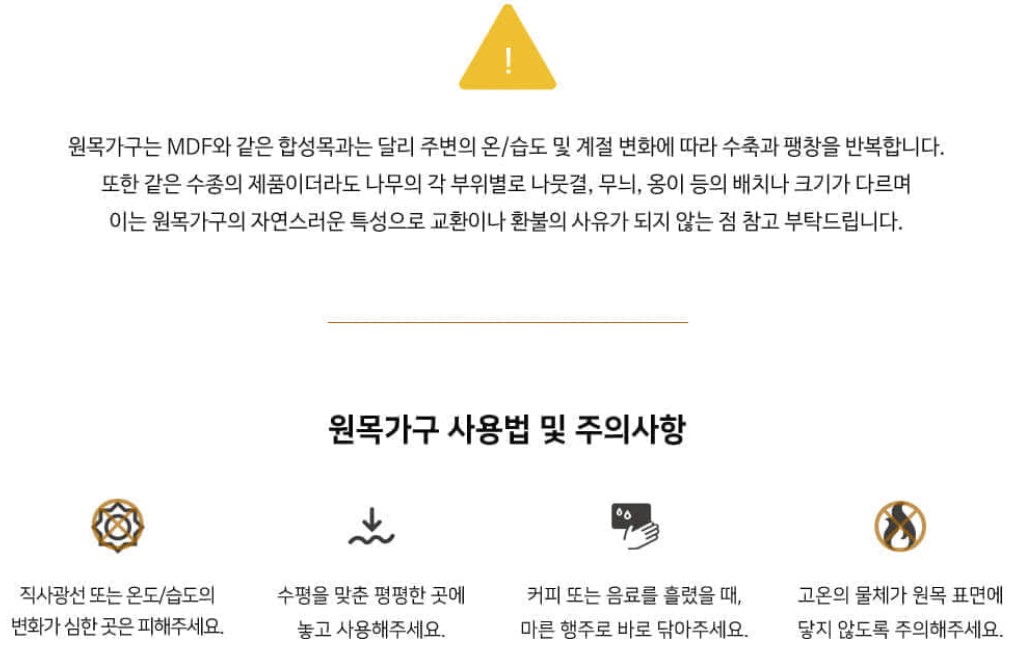 !
원목가구는 MDF와 같은 합성목과는 달리 주변의 온/습도 및 계절 변화에 따라 수축과 팽창을 반복합니다.
또한 같은 수종의 제품이더라도 나무의 각 부위별로 나뭇결, 무늬, 옹이 등의 배치나 크기가 다르며
이는 원목가구의 자연스러운 특성으로 교환이나 환불의 사유가 되지 않는 점 참고 부탁드립니다.
원목가구 사용법 및 주의사항
직사광선 또는 온도/습도의
변화가 심한 곳은 피해주세요.
수평을 맞춘 평평한 곳에
놓고 사용해주세요.
커피 또는 음료를 흘렸을 때,
마른 행주로 바로 닦아주세요.
고온의 물체가 원목 표면에
닿지 않도록 주의해주세요.